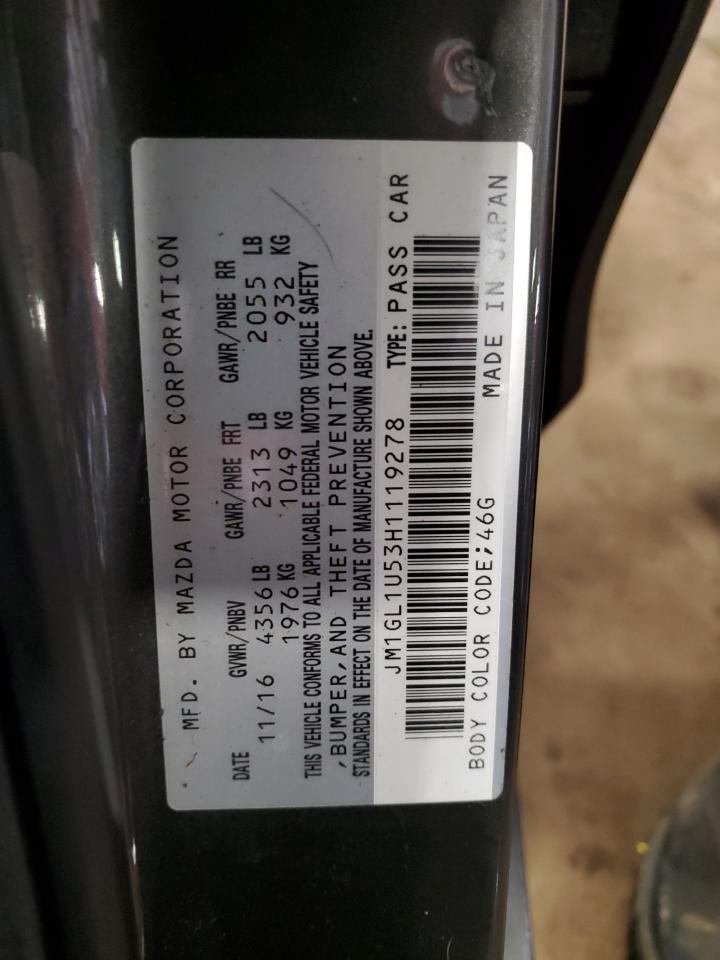 MFD. BY MAZDA MOTOR CORPORATION
DATE GVWR/PNBV GAWR/PNBE FRT GAWR/PNBE RR
11/16 4356 LB 2313 LB 2055 LB
1976 KG 1049 KG 932 KG
THIS VEHICLE CONFORMS TO ALL APPLICABLE FEDERAL MOTOR VEHICLE SAFETY
,BUMPER,AND THEFT PREVENTION
STANDARDS IN EFFECT ON THE DATE OF MANUFACTURE SHOWN ABOVE.
JM1GL1U53H1119278 TYPE: PASS CAR
BODY COLOR CODE;46G MADE IN JAPAN